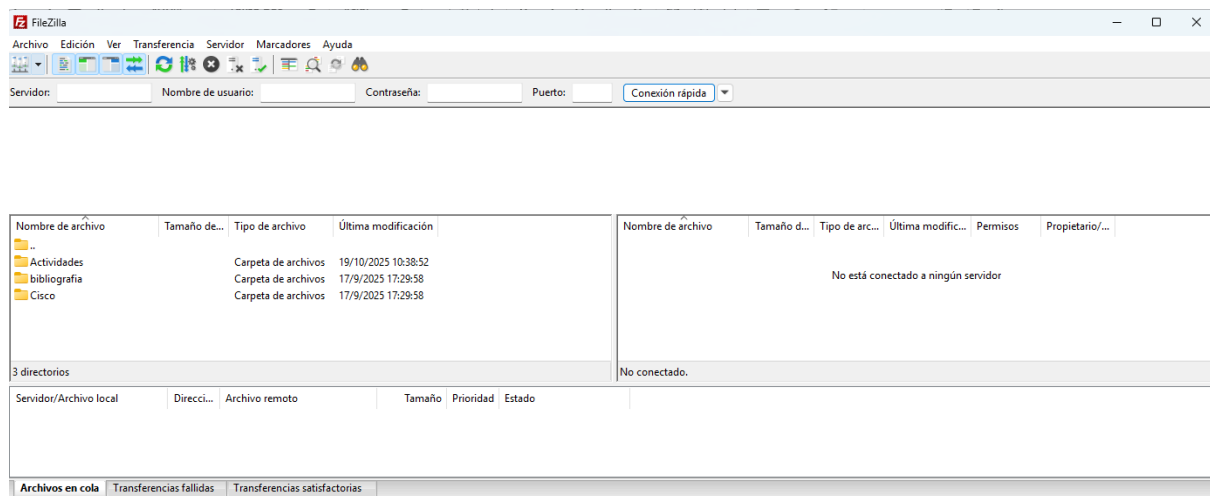 FileZilla
Archivo Edición Ver Transferencia Servidor Marcadores Ayuda
Servidor: Nombre de usuario: Contraseña: Puerto: Conexión rápida
Nombre de archivo Tamaño de... Tipo de archivo Última modificación
..
Actividades Carpeta de archivos 19/10/2025 10:38:52
bibliografia Carpeta de archivos 17/9/2025 17:29:58
Cisco Carpeta de archivos 17/9/2025 17:29:58
3 directorios
Nombre de archivo Tamaño d... Tipo de arc... Última modific... Permisos Propietario/...
No está conectado a ningún servidor
No conectado.
Servidor/Archivo local Direcci... Archivo remoto Tamaño Prioridad Estado
Archivos en cola Transferencias fallidas Transferencias satisfactorias